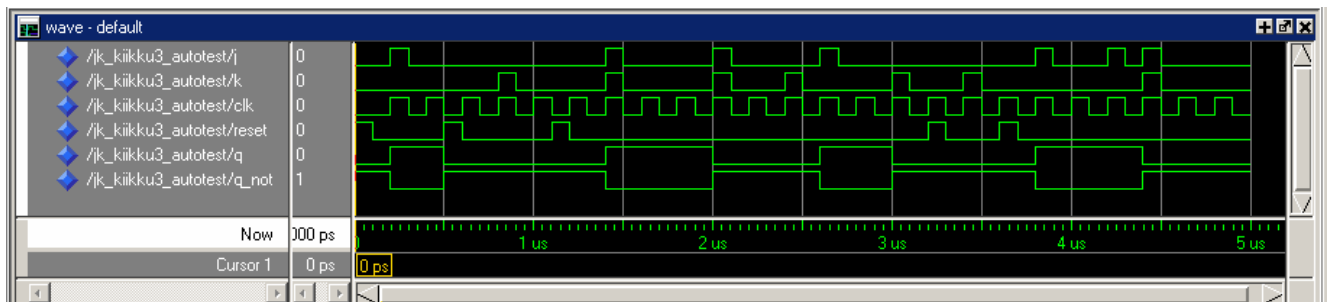 wave - default
/jk_kiikku3_autotest/j 0
/jk_kiikku3_autotest/k 0
/jk_kiikku3_autotest/clk 0
/jk_kiikku3_autotest/reset 0
/jk_kiikku3_autotest/q 0
/jk_kiikku3_autotest/q_not 1
Now 000 ps 1 us 2 us 3 us 4 us 5 us
Cursor 1 0 ps 0 ps